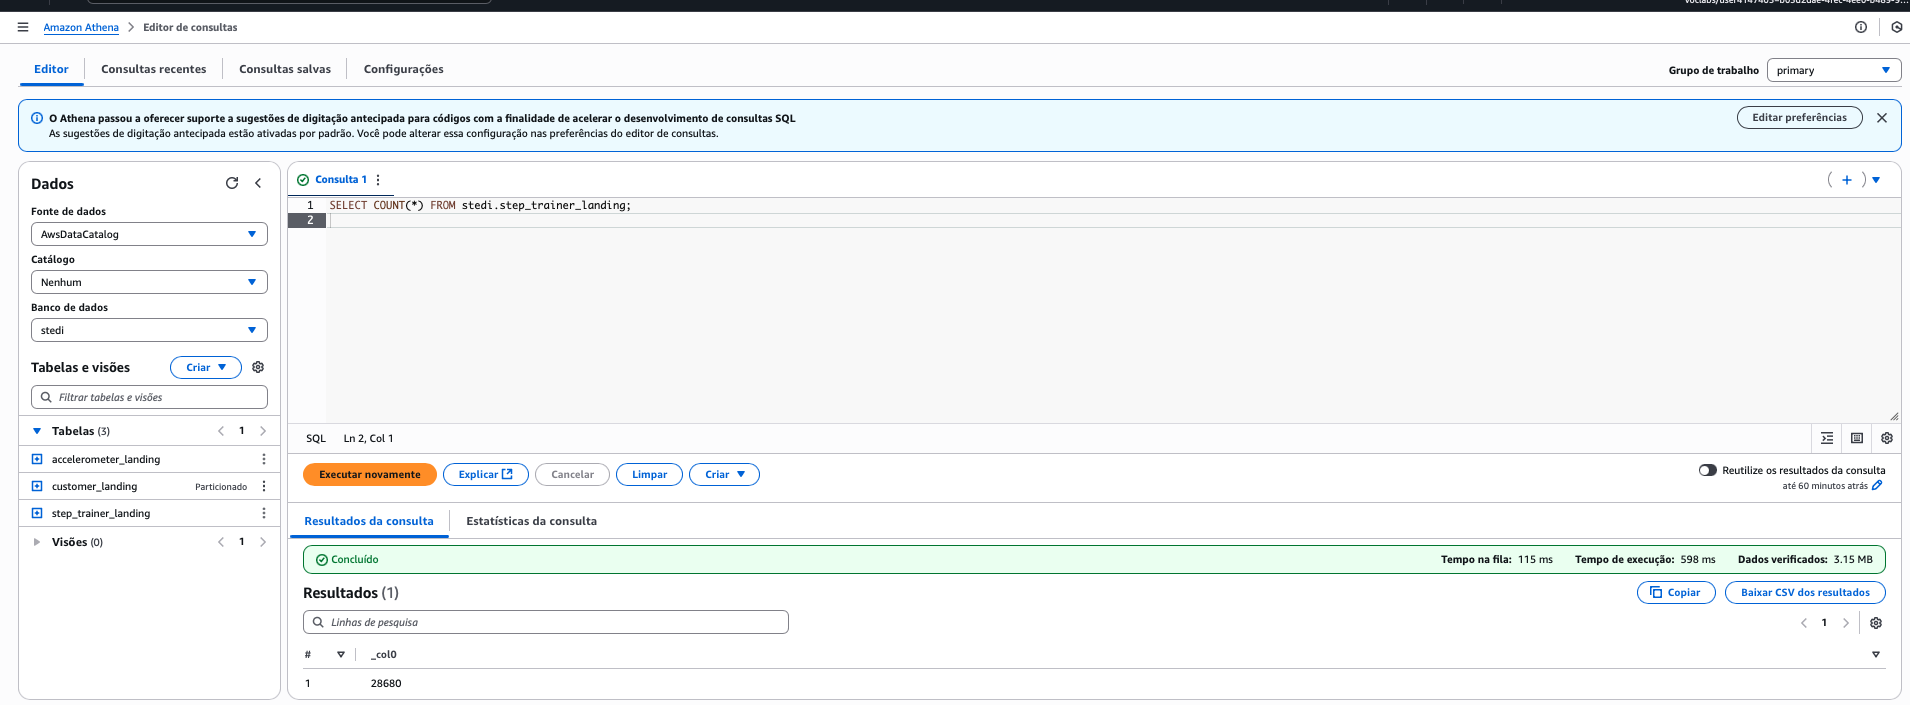 Amazon Athena > Editor de consultas
Editor
Consultas recentes
Consultas salvas
Configurações
Grupo de trabalho
primary
O Athena passou a oferecer suporte a sugestões de digitação antecipada para códigos com a finalidade de acelerar o desenvolvimento de consultas SQL
As sugestões de digitação antecipada estão ativadas por padrão. Você pode alterar essa configuração nas preferências do editor de consultas.
Editar preferências
Dados
Fonte de dados
AwsDataCatalog
Catálogo
Nenhum
Banco de dados
stedi
Tabelas e visões
Criar
Filtrar tabelas e visões
Tabelas (3)
1
accelerometer_landing
customer_landing
Particionado
step_trainer_landing
Visões (0)
1
Consulta 1
1 SELECT COUNT(*) FROM stedi.step_trainer_landing;
2
SQL
Ln 2, Col 1
Executar novamente
Explicar
Cancelar
Limpar
Criar
Reutilize os resultados da consulta
até 60 minutos atrás
Resultados da consulta
Estatísticas da consulta
Concluído
Tempo na fila: 115 ms
Tempo de execução: 598 ms
Dados verificados: 3.15 MB
Resultados (1)
Copiar
Baixar CSV dos resultados
Linhas de pesquisa
1
# _col0
1 28680